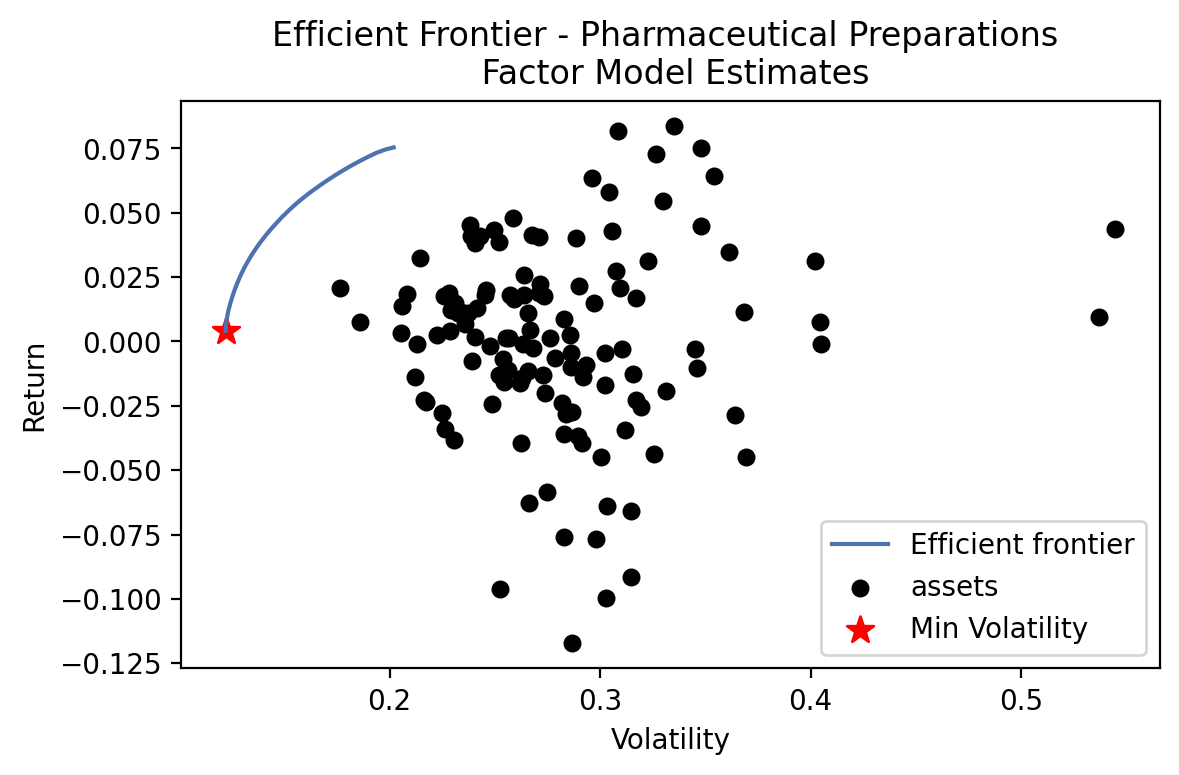 Efficient Frontier - Pharmaceutical Preparations
Factor Model Estimates
0.075
0.050
0.025
0.000
−0.025
−0.050
−0.075
−0.100
−0.125
Return
0.2
0.3
0.4
0.5
Volatility
Efficient frontier
assets
Min Volatility